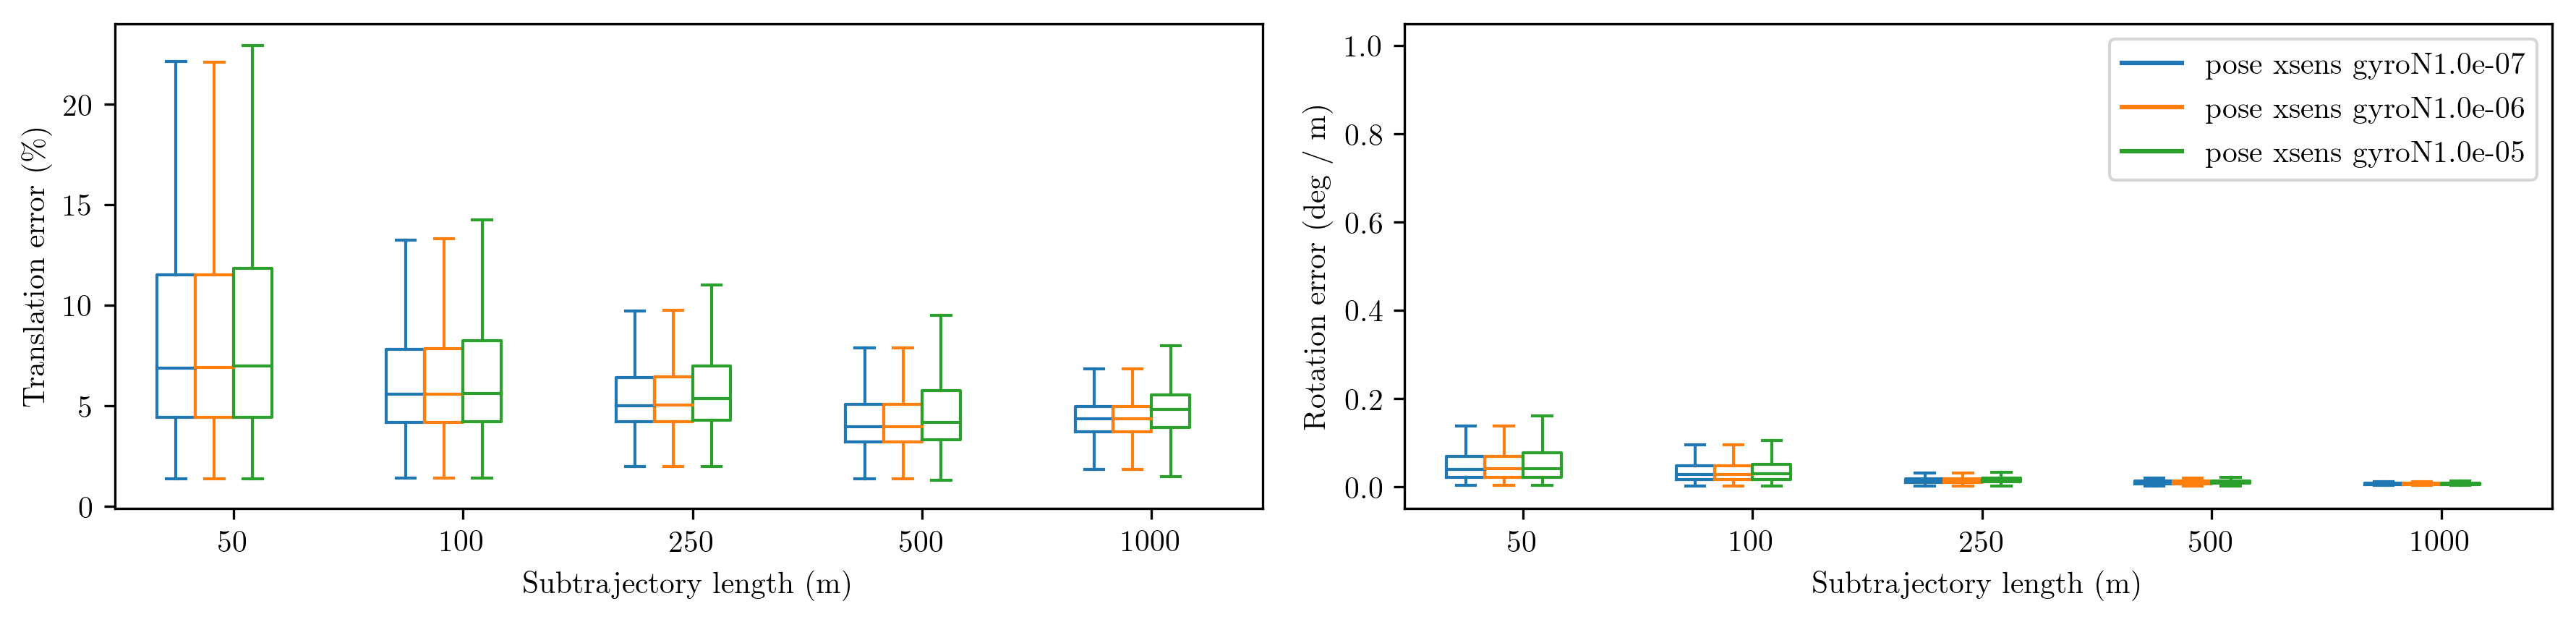 Translation error (%)
20
15
10
5
0
50 100 250 500 1000
Subtrajectory length (m)
Rotation error (deg / m)
1.0
0.8
0.6
0.4
0.2
0.0
50 100 250 500 1000
Subtrajectory length (m)
pose xsens gyroN1.0e-07
pose xsens gyroN1.0e-06
pose xsens gyroN1.0e-05